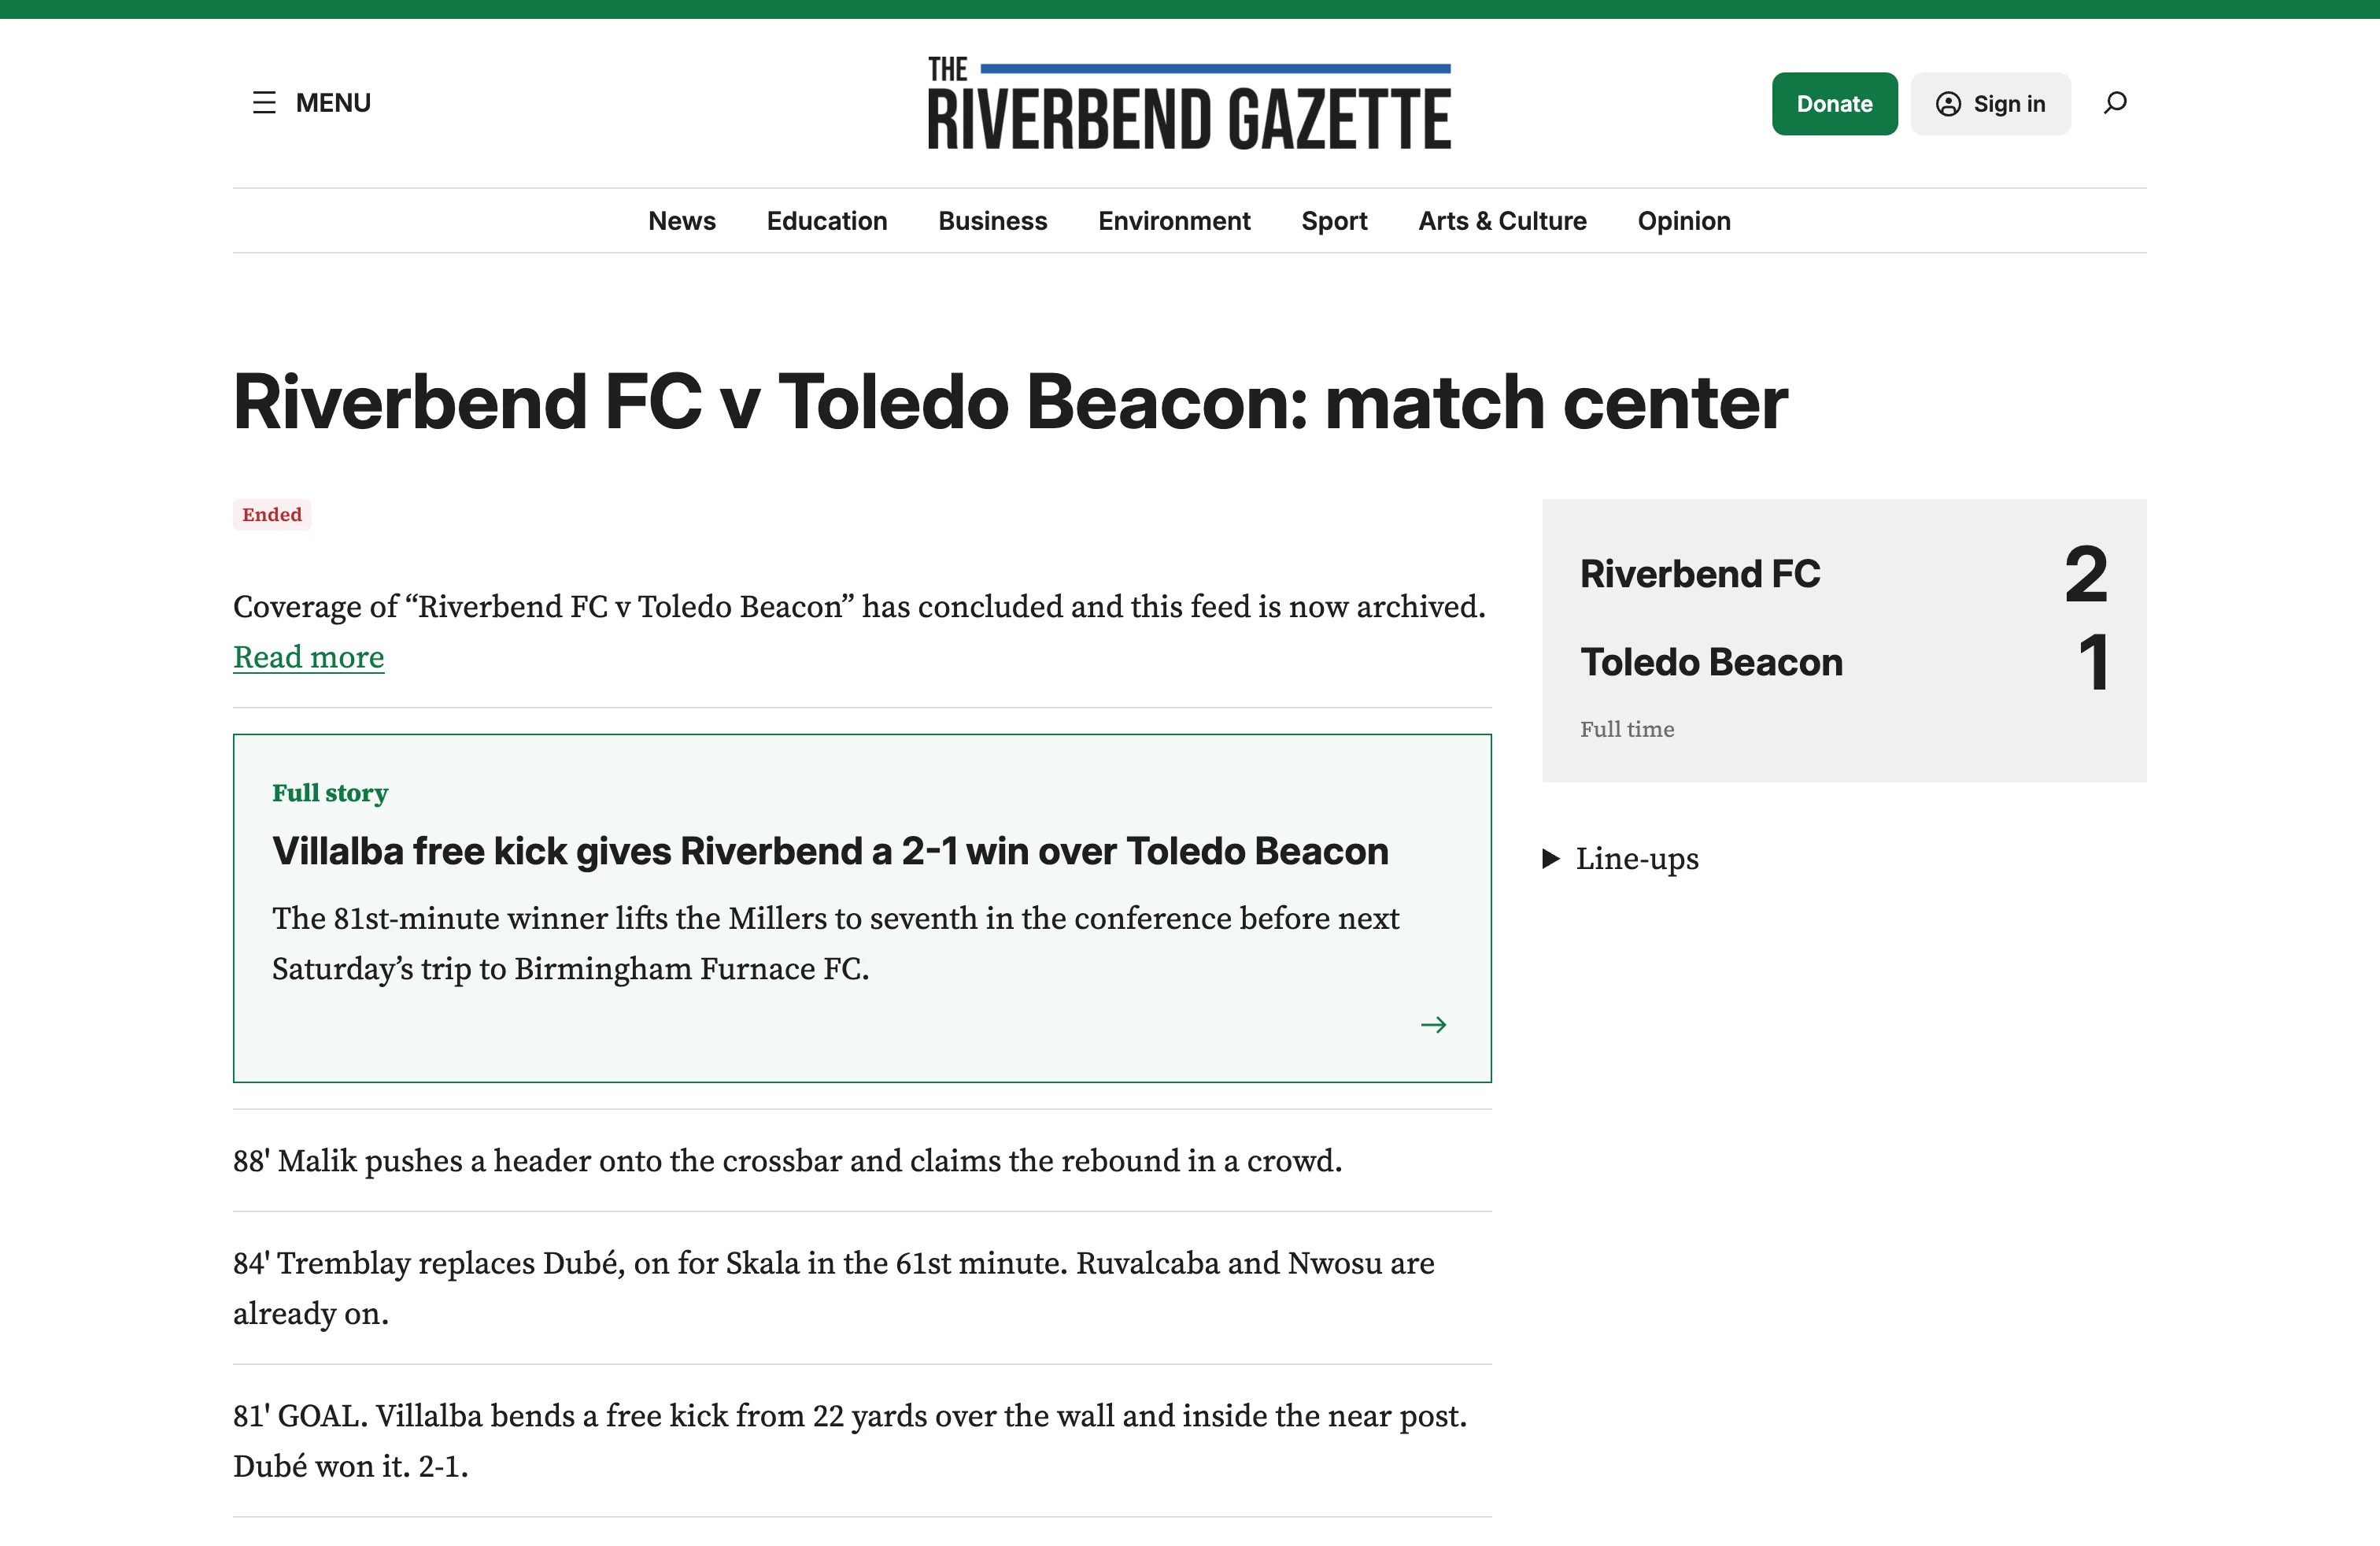 MENU
THE
RIVERBEND GAZETTE
Donate
Sign in
News
Education
Business
Environment
Sport
Arts & Culture
Opinion
Riverbend FC v Toledo Beacon: match center
Ended
Coverage of “Riverbend FC v Toledo Beacon” has concluded and this feed is now archived.
Read more
Full story
Villalba free kick gives Riverbend a 2-1 win over Toledo Beacon
The 81st-minute winner lifts the Millers to seventh in the conference before next
Saturday’s trip to Birmingham Furnace FC.
88' Malik pushes a header onto the crossbar and claims the rebound in a crowd.
84' Tremblay replaces Dubé, on for Skala in the 61st minute. Ruvalcaba and Nwosu are
already on.
81' GOAL. Villalba bends a free kick from 22 yards over the wall and inside the near post.
Dubé won it. 2-1.
Riverbend FC 2
Toledo Beacon 1
Full time
Line-ups